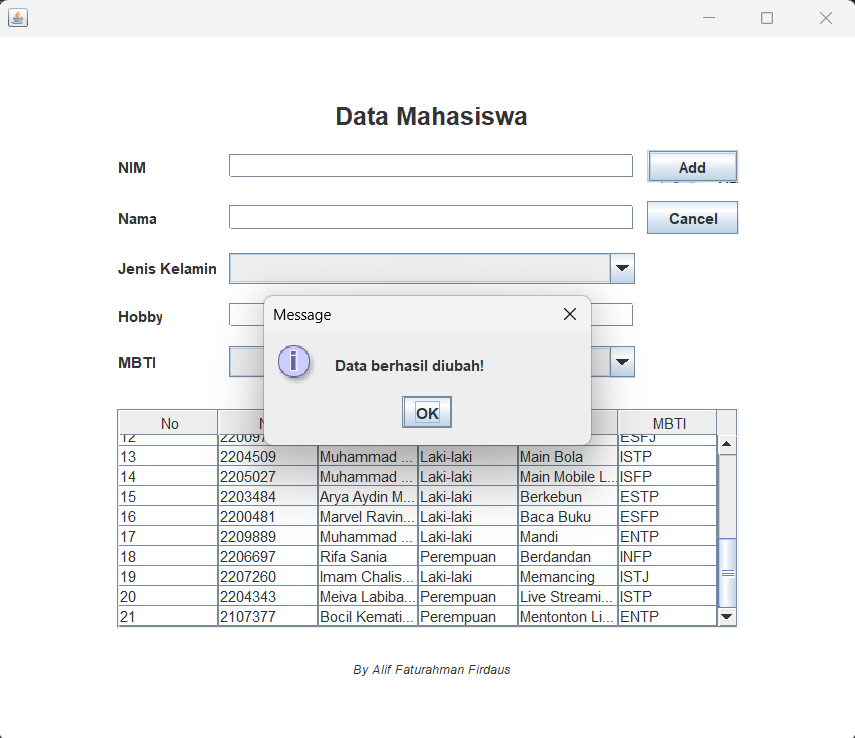 Data Mahasiswa
NIM Add
Nama Cancel
Jenis Kelamin
Hobby
MBTI
Message
Data berhasil diubah!
OK
No MBTI
12 ESFJ
13 2204509 Muhammad ... Laki-laki Main Bola ISTP
14 2205027 Muhammad ... Laki-laki Main Mobile L... ISFP
15 2203484 Arya Aydin M... Laki-laki Berkebun ESTP
16 2200481 Marvel Ravin... Laki-laki Baca Buku ESFP
17 2209889 Muhammad ... Laki-laki Mandi ENTP
18 2206697 Rifa Sania Perempuan Berdandan INFP
19 2207260 Imam Chalis... Laki-laki Memancing ISTJ
20 2204343 Meiva Labiba... Perempuan Live Streami... ISTP
21 2107377 Bocil Kemati... Perempuan Mentonton Li... ENTP
By Alif Faturahman Firdaus